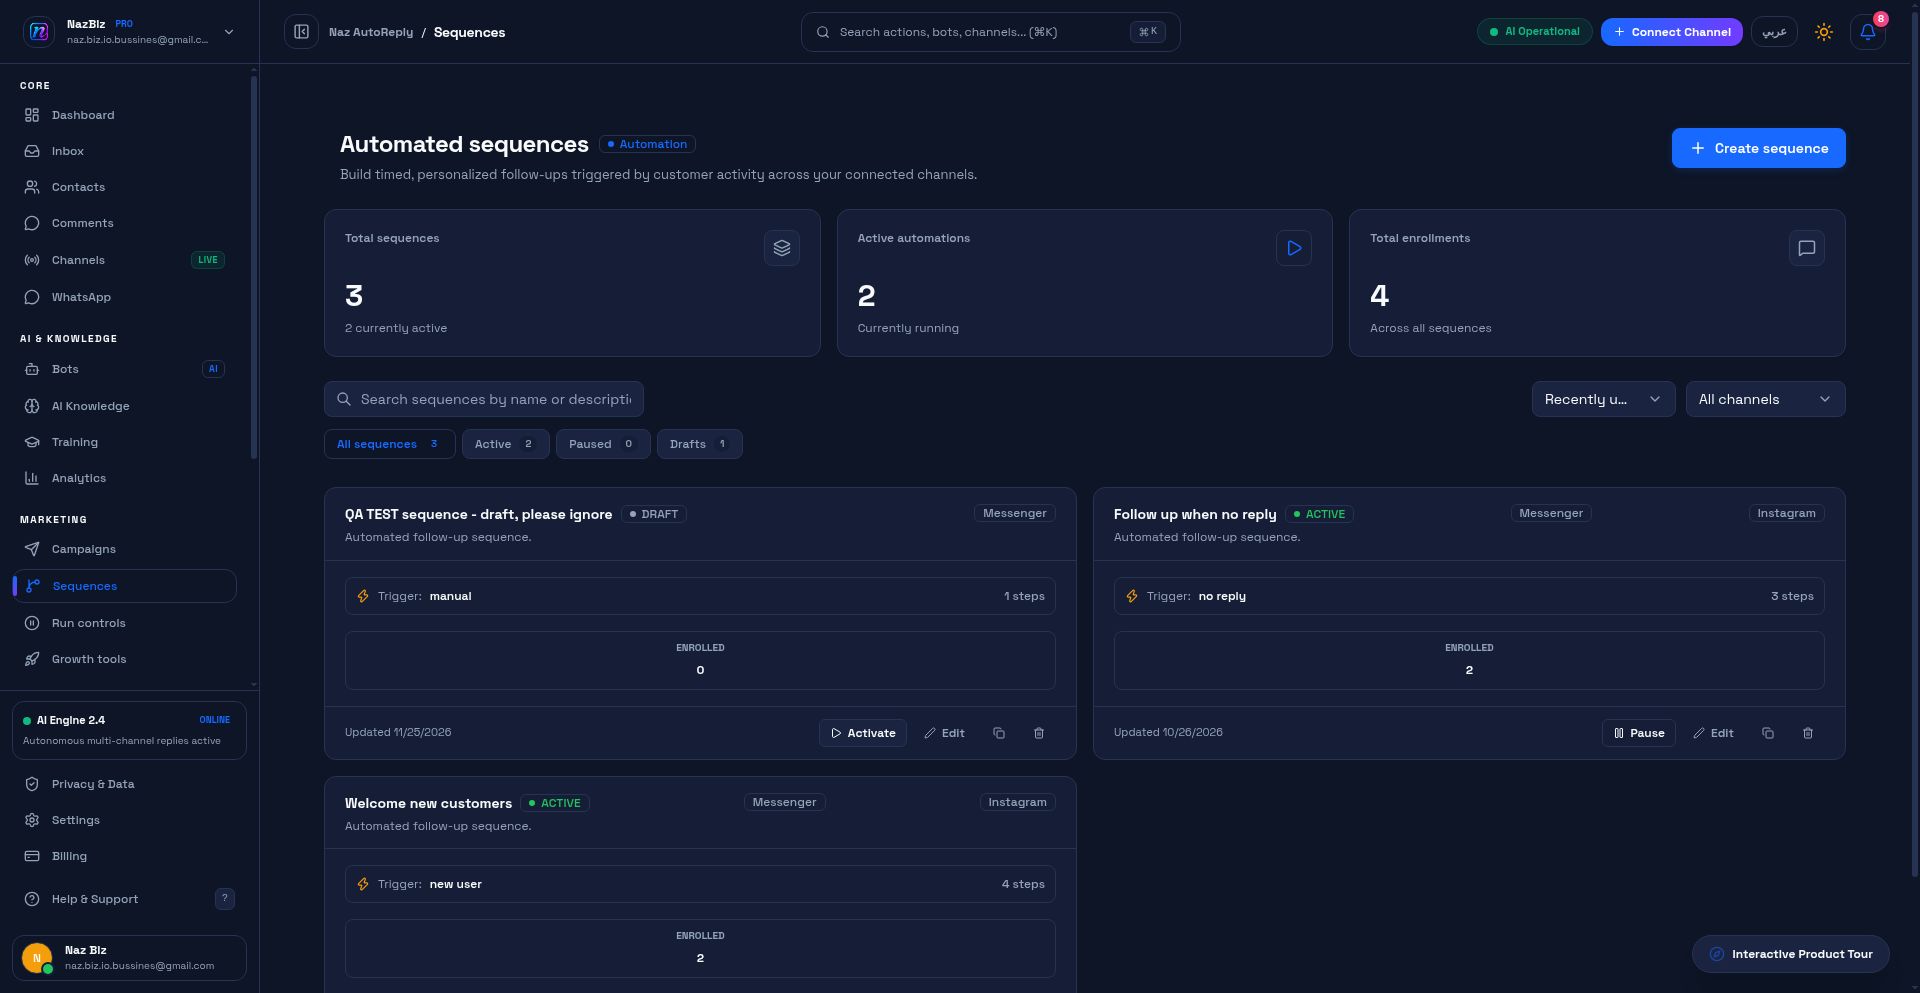 NazBiz PRO
naz.biz.io.bussines@gmail.c...
CORE
Dashboard
Inbox
Contacts
Comments
Channels LIVE
WhatsApp
AI & KNOWLEDGE
Bots AI
AI Knowledge
Training
Analytics
MARKETING
Campaigns
Sequences
Run controls
Growth tools
AI Engine 2.4 ONLINE
Autonomous multi-channel replies active
Privacy & Data
Settings
Billing
Help & Support ?
N
Naz Biz
naz.biz.io.bussines@gmail.com
Naz AutoReply / Sequences
Search actions, bots, channels... (⌘K) ⌘ K
AI Operational
+ Connect Channel
عربي
8
Automated sequences Automation
Build timed, personalized follow-ups triggered by customer activity across your connected channels.
+ Create sequence
Total sequences
3
2 currently active
Active automations
2
Currently running
Total enrollments
4
Across all sequences
Search sequences by name or descripti
Recently u...
All channels
All sequences 3
Active 2
Paused 0
Drafts 1
QA TEST sequence - draft, please ignore DRAFT Messenger
Automated follow-up sequence.
Trigger: manual 1 steps
ENROLLED
0
Updated 11/25/2026 Activate Edit
Follow up when no reply ACTIVE Messenger Instagram
Automated follow-up sequence.
Trigger: no reply 3 steps
ENROLLED
2
Updated 10/26/2026 Pause Edit
Welcome new customers ACTIVE Messenger Instagram
Automated follow-up sequence.
Trigger: new user 4 steps
ENROLLED
2
Interactive Product Tour